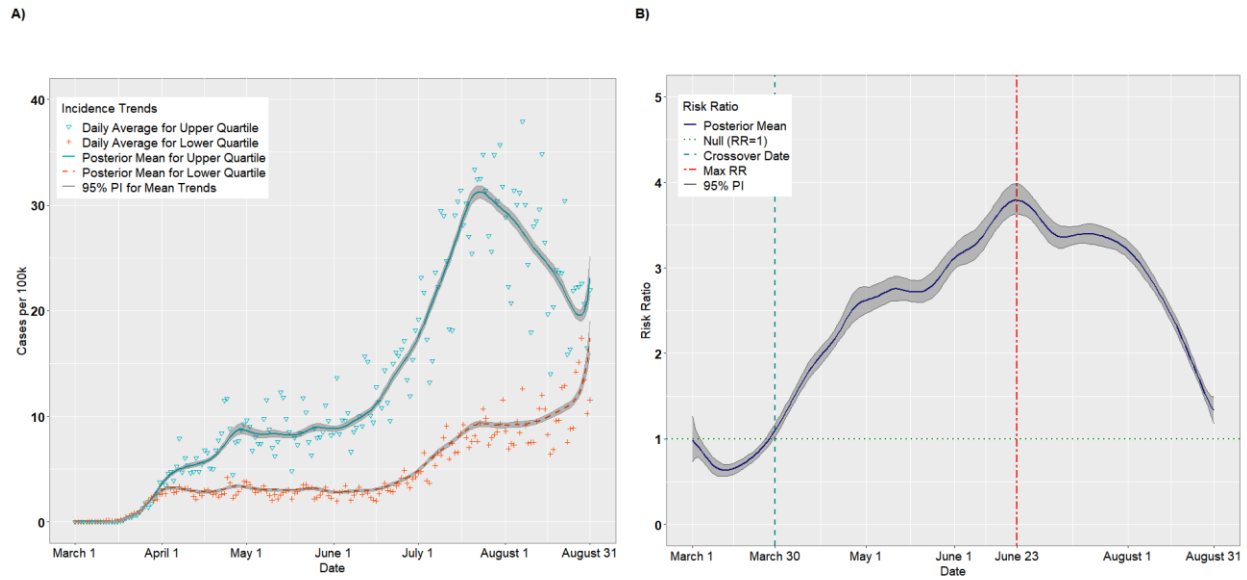 A)
Incidence Trends
Daily Average for Upper Quartile
Daily Average for Lower Quartile
Posterior Mean for Upper Quartile
Posterior Mean for Lower Quartile
95% PI for Mean Trends
Cases per 100k
40
30
20
10
0
March 1 April 1 May 1 June 1 July 1 August 1 August 31
Date
B)
Risk Ratio
Posterior Mean
Null (RR=1)
Crossover Date
Max RR
95% PI
Risk Ratio
5
4
3
2
1
0
March 1 March 30 May 1 June 1 June 23 August 1 August 31
Date